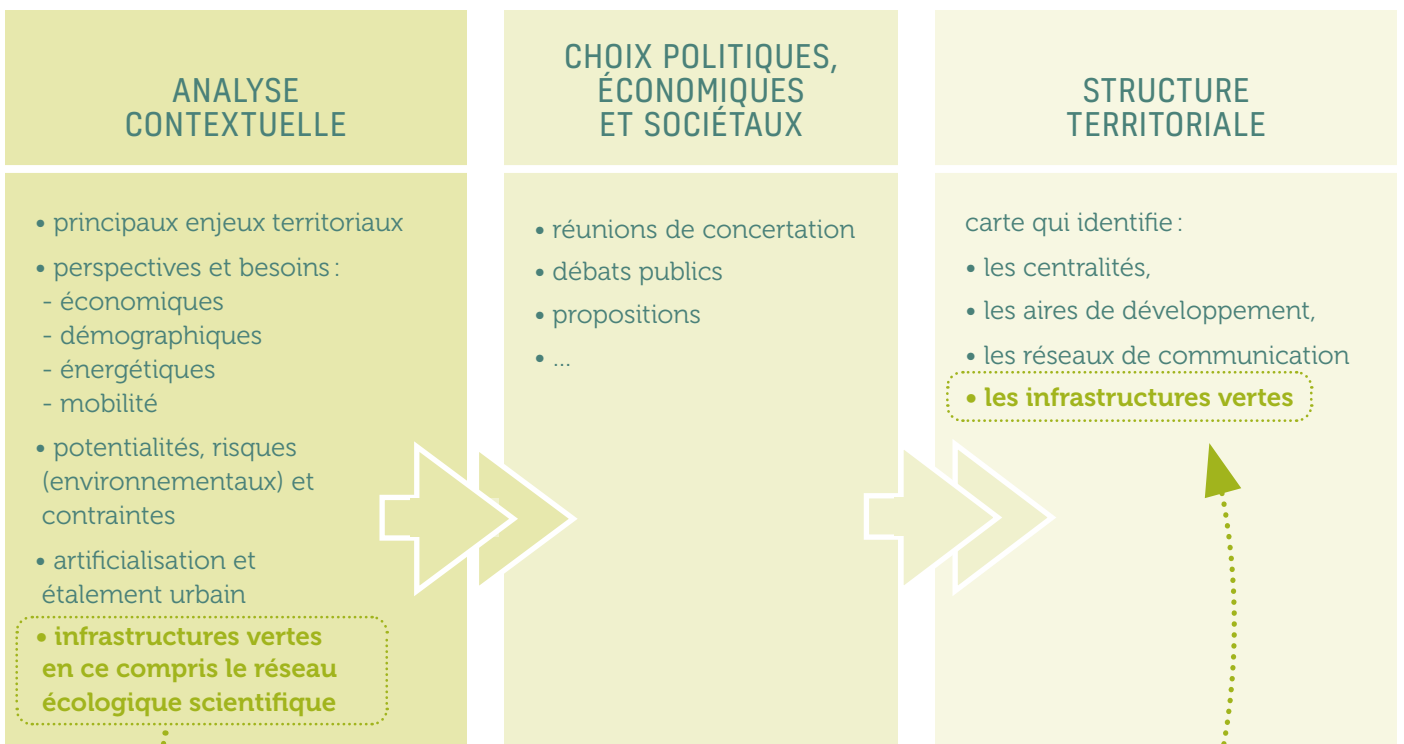 ANALYSE
CONTEXTUELLE
• principaux enjeux territoriaux
• perspectives et besoins :
- économiques
- démographiques
- énergétiques
- mobilité
• potentialités, risques
(environnementaux) et
contraintes
• artificialisation et
étalement urbain
• infrastructures vertes
en ce compris le réseau
écologique scientifique
CHOIX POLITIQUES,
ÉCONOMIQUES
ET SOCIÉTAUX
• réunions de concertation
• débats publics
• propositions
• ...
STRUCTURE
TERRITORIALE
carte qui identifie :
• les centralités,
• les aires de développement,
• les réseaux de communication
• les infrastructures vertes